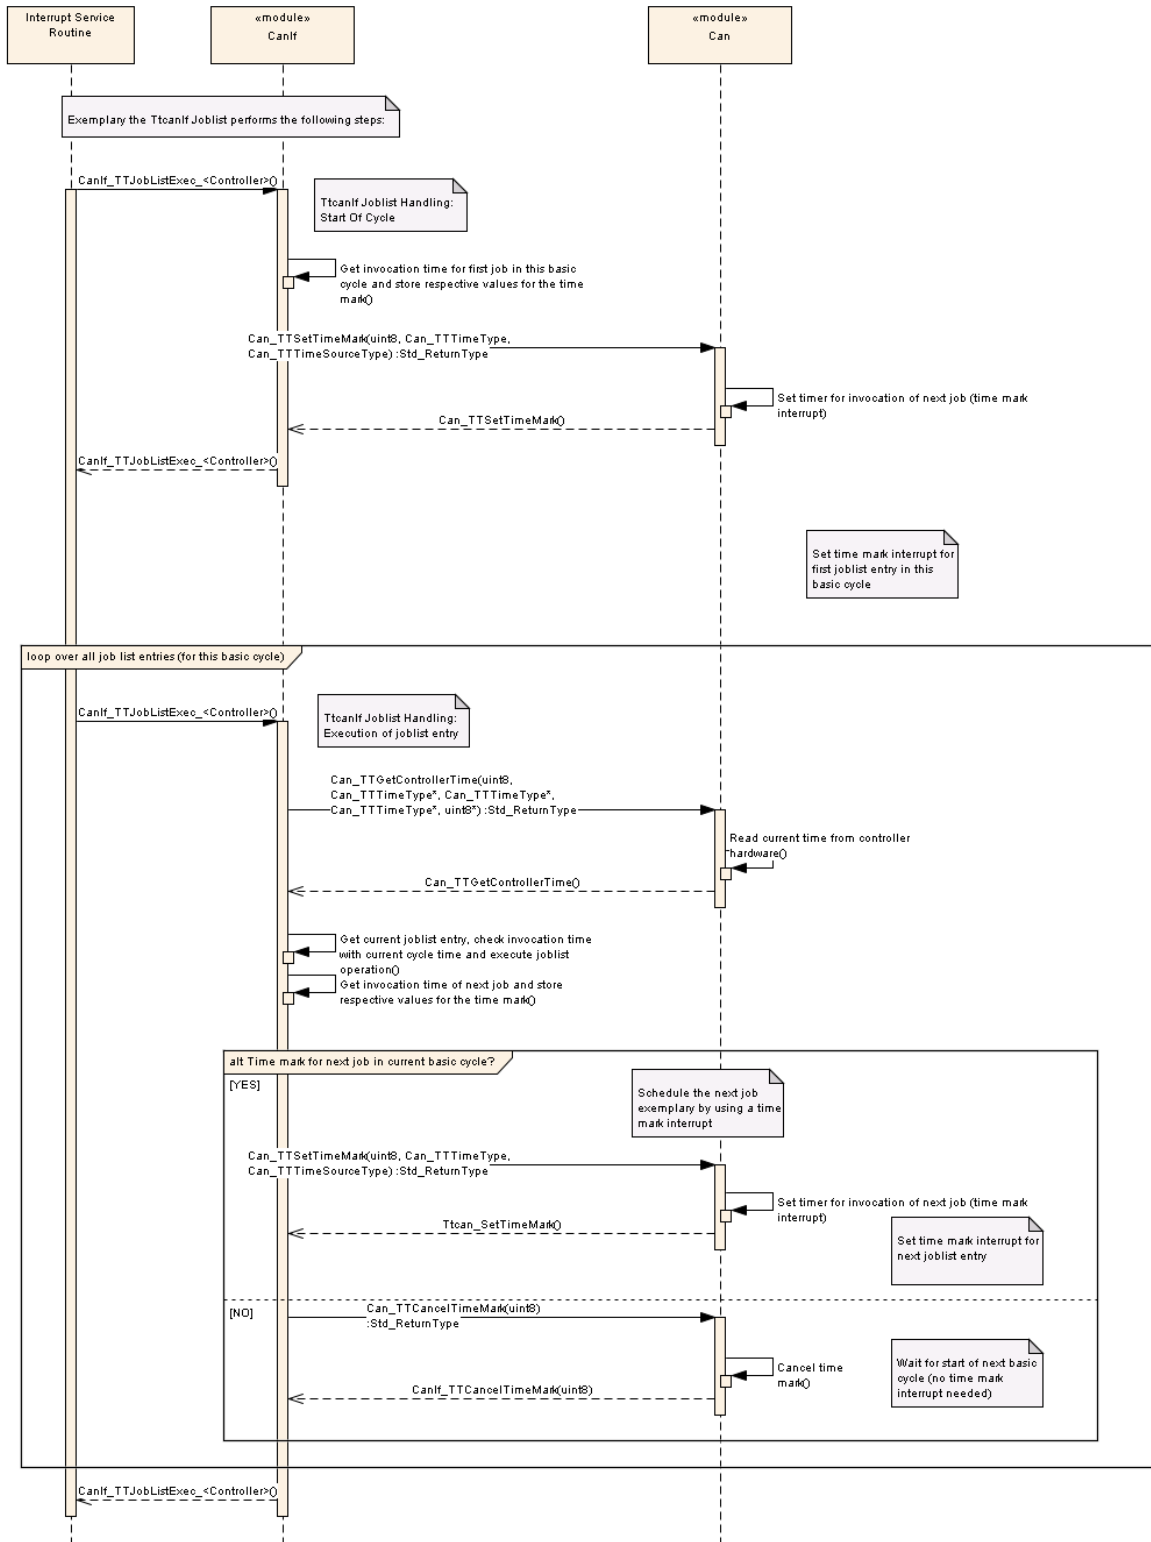 Interrupt Service
Routine
«module»
CanIf
«module»
Can
Exemplary the TtcanIf Joblist performs the following steps:
CanIf_TTJobListExec_<Controller>()
TtcanIf Joblist Handling:
Start Of Cycle
Get invocation time for first job in this basic
cycle and store respective values for the time
mark()
Can_TTSetTimeMark(uint8, Can_TTTimeType,
Can_TTTimeSourceType) :Std_ReturnType
Set timer for invocation of next job (time mark
interrupt)
Can_TTSetTimeMark()
CanIf_TTJobListExec_<Controller>()
Set time mark interrupt for
first joblist entry in this
basic cycle
loop over all job list entries (for this basic cycle)
CanIf_TTJobListExec_<Controller>()
TtcanIf Joblist Handling:
Execution of joblist entry
Can_TTGetControllerTime(uint8,
Can_TTTimeType*, Can_TTTimeType*,
Can_TTTimeType*, uint8*) :Std_ReturnType
Read current time from controller
hardware()
Can_TTGetControllerTime()
Get current joblist entry, check invocation time
with current cycle time and execute joblist
operation()
Get invocation time of next job and store
respective values for the time mark()
alt Time mark for next job in current basic cycle?
[YES]
Schedule the next job
exemplary by using a time
mark interrupt
Can_TTSetTimeMark(uint8, Can_TTTimeType,
Can_TTTimeSourceType) :Std_ReturnType
Set timer for invocation of next job (time mark
interrupt)
Ttcan_SetTimeMark()
Set time mark interrupt for
next joblist entry
[NO]
Can_TTCancelTimeMark(uint8)
:Std_ReturnType
Cancel time
mark()
Wait for start of next basic
cycle (no time mark
interrupt needed)
CanIf_TTCancelTimeMark(uint8)
CanIf_TTJobListExec_<Controller>()